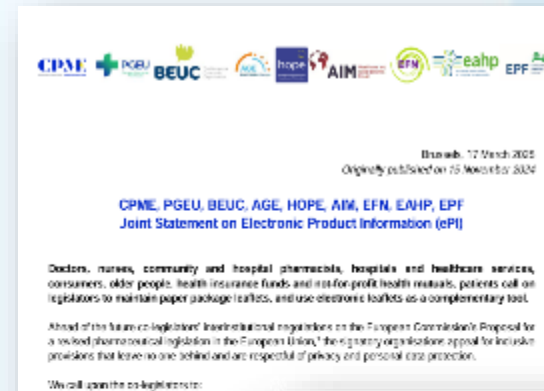 CPME PGEU BEUC AGE hope AIM EFN eahp EPF
Brussels, 17 March 2025
Originally published on 15 November 2024
CPME, PGEU, BEUC, AGE, HOPE, AIM, EFN, EAHP, EPF
Joint Statement on Electronic Product Information (ePI)
Doctors, nurses, community and hospital pharmacists, hospitals and healthcare services,
consumers, older people, health insurance funds and not-for-profit health mutuals, patients call on
legislators to maintain paper package leaflets, and use electronic leaflets as a complementary tool.
Ahead of the future co-legislators' interinstitutional negotiations on the European Commission's Proposal for
a revised pharmaceutical legislation in the European Union, the signatory organisations appeal for inclusive
provisions that leave no one behind and are respectful of privacy and personal data protection.
We call upon the co-legislators to: